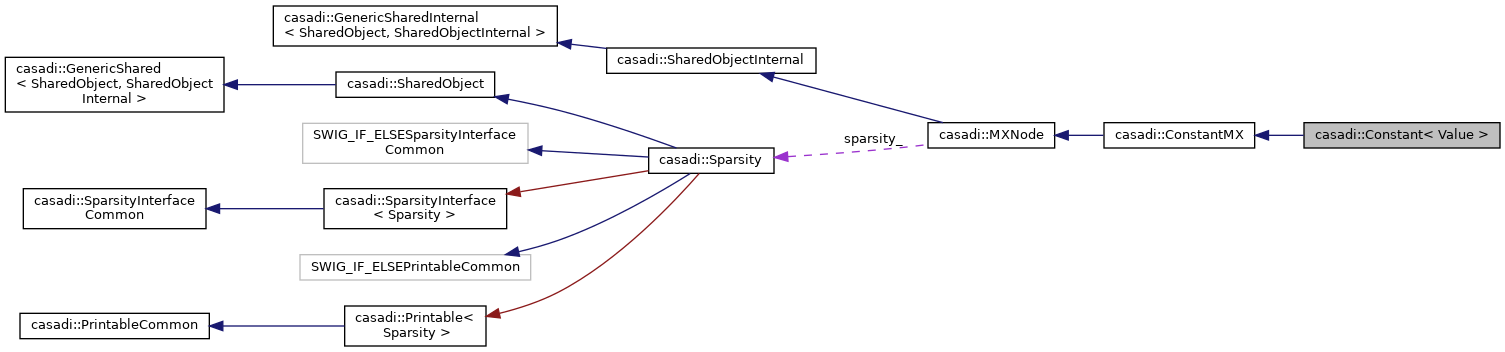 casadi::GenericSharedInternal
< SharedObject, SharedObjectInternal >
casadi::SharedObjectInternal
casadi::GenericShared
< SharedObject, SharedObject
Internal >
casadi::SharedObject
SWIG_IF_ELSESparsityInterface
Common
casadi::MXNode
casadi::ConstantMX
casadi::Constant< Value >
sparsity_
casadi::Sparsity
casadi::SparsityInterface
Common
casadi::SparsityInterface
< Sparsity >
SWIG_IF_ELSEPrintableCommon
casadi::PrintableCommon
casadi::Printable<
Sparsity >